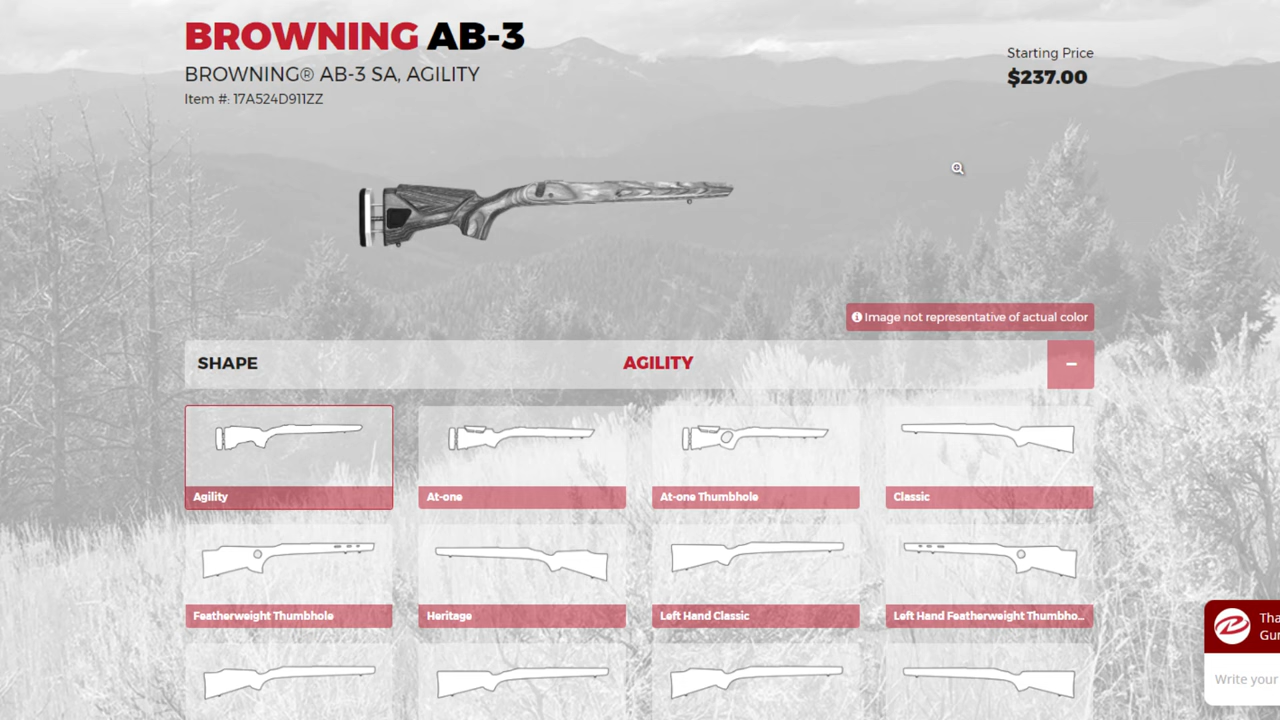 BROWNING AB-3
BROWNING® AB-3 SA, AGILITY
Item #: 17A524D911ZZ
Starting Price
$237.00
Image not representative of actual color
SHAPE
AGILITY
Agility
At-one
At-one Thumbhole
Classic
Featherweight Thumbhole
Heritage
Left Hand Classic
Left Hand Featherweight Thumbho...
Tha
Gun
Write your